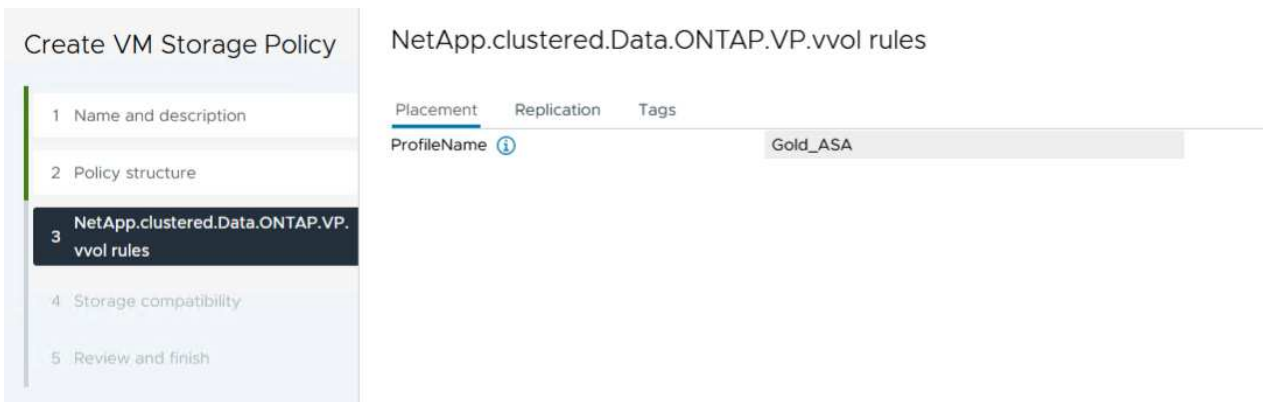 Create VM Storage Policy
1 Name and description
2 Policy structure
3 NetApp.clustered.Data.ONTAP.VP.
vvol rules
4 Storage compatibility
5 Review and finish
NetApp.clustered.Data.ONTAP.VP.vvol rules
Placement Replication Tags
ProfileName Gold_ASA